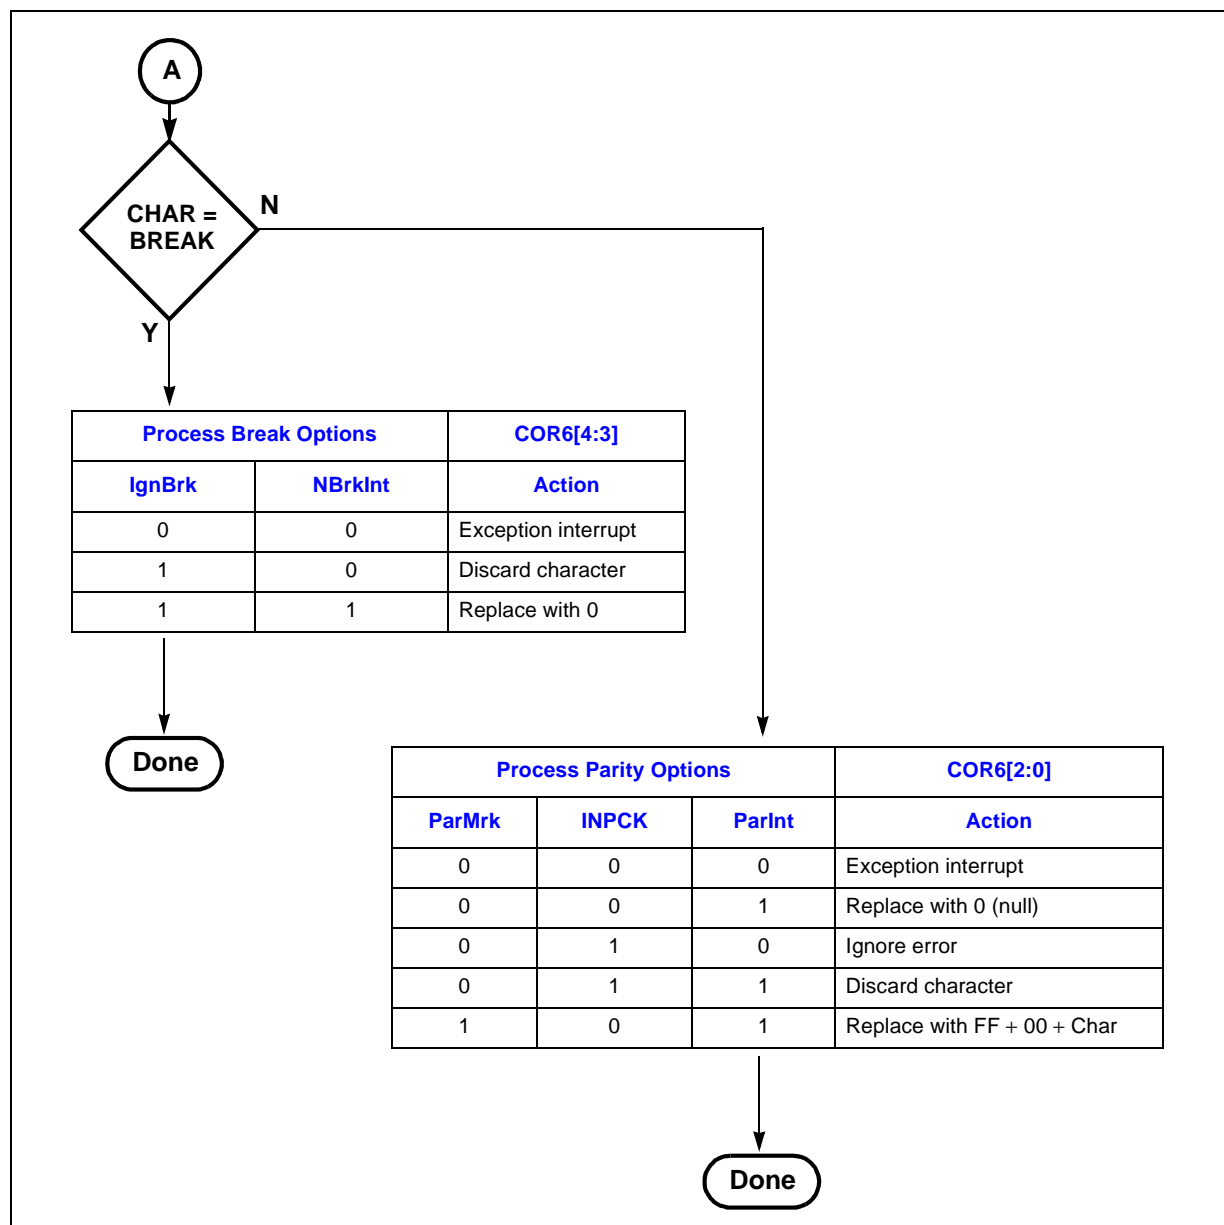 A
CHAR =
BREAK
N
Y
Process Break Options COR6[4:3]
IgnBrk NBrkInt Action
0 0 Exception interrupt
1 0 Discard character
1 1 Replace with 0
Done
Process Parity Options COR6[2:0]
ParMrk INPCK ParInt Action
0 0 0 Exception interrupt
0 0 1 Replace with 0 (null)
0 1 0 Ignore error
0 1 1 Discard character
1 0 1 Replace with FF + 00 + Char
Done